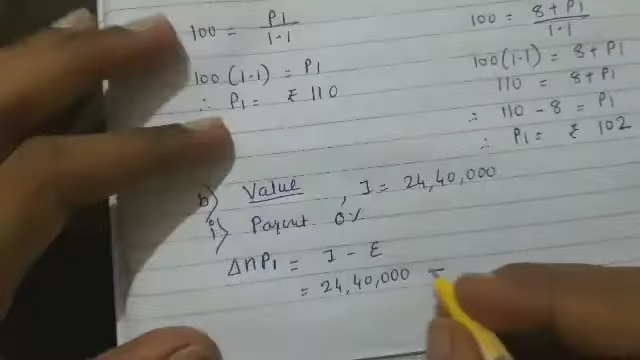 100 = P1 / 1.1
100 (1.1) = P1
∴ P1 = ₹ 110
100 = 8 + P1 / 1.1
100 (1.1) = 8 + P1
110 = 8 + P1
∴ 110 - 8 = P1
∴ P1 = ₹ 102
b) Value , I = 24,40,000
i) Payout 0%
ΔnP1 = I - E
= 24,40,000 -